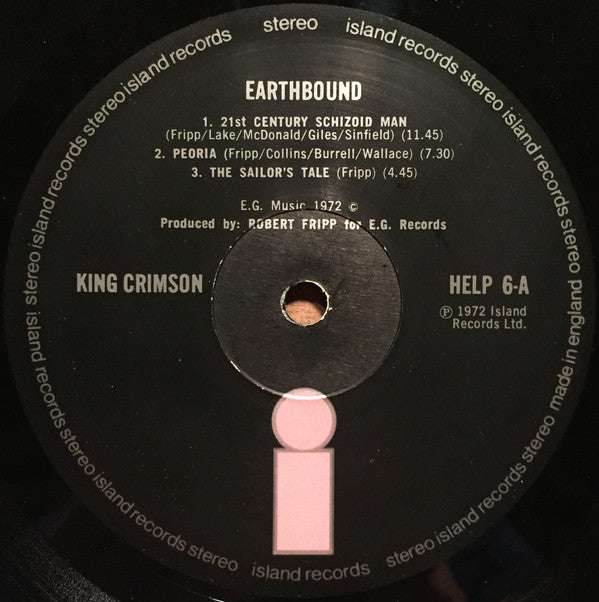 stereo island records stereo island records stereo island records stereo island records stereo island records stereo island records stereo made in england
EARTHBOUND
1. 21st CENTURY SCHIZOID MAN
(Fripp/Lake/McDonald/Giles/Sinfield) (11.45)
2. PEORIA (Fripp/Collins/Burrell/Wallace) (7.30)
3. THE SAILOR'S TALE (Fripp) (4.45)
E.G. Music 1972 ©
Produced by: ROBERT FRIPP for E.G. Records
KING CRIMSON
HELP 6-A
℗ 1972 Island
Records Ltd.
i